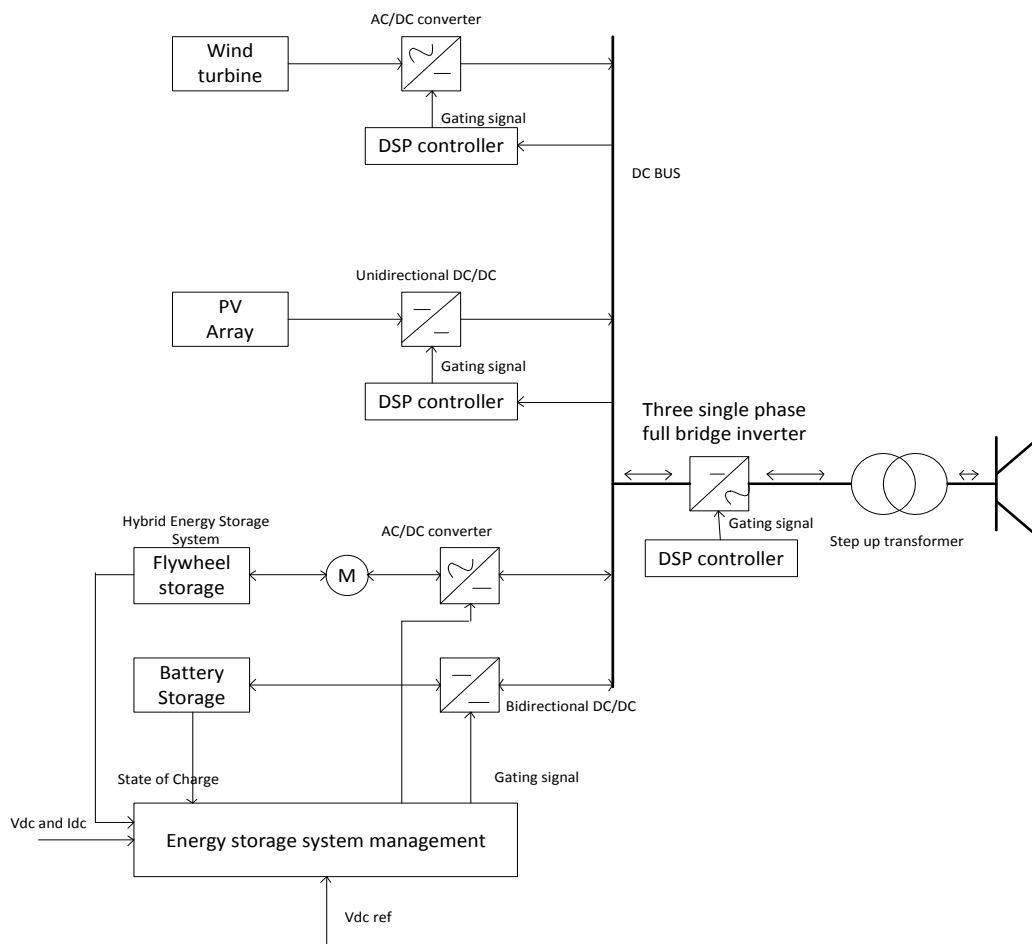 AC/DC converter
Wind
turbine
Gating signal
DSP controller
DC BUS
Unidirectional DC/DC
PV
Array
Gating signal
DSP controller
Three single phase
full bridge inverter
Gating signal
DSP controller
Step up transformer
Hybrid Energy Storage
System
AC/DC converter
Flywheel
storage
M
Battery
Storage
Bidirectional DC/DC
State of Charge
Gating signal
Vdc and Idc
Energy storage system management
Vdc ref